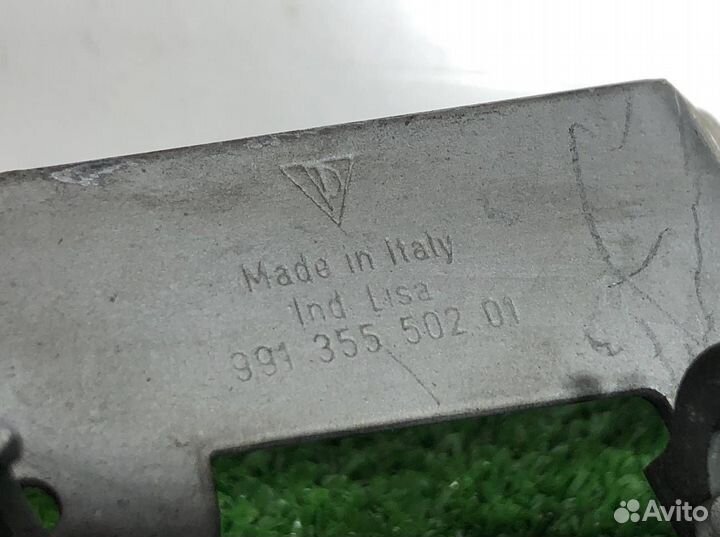 Made in Italy
Ind. Lisa
991 355 502 01
Avito